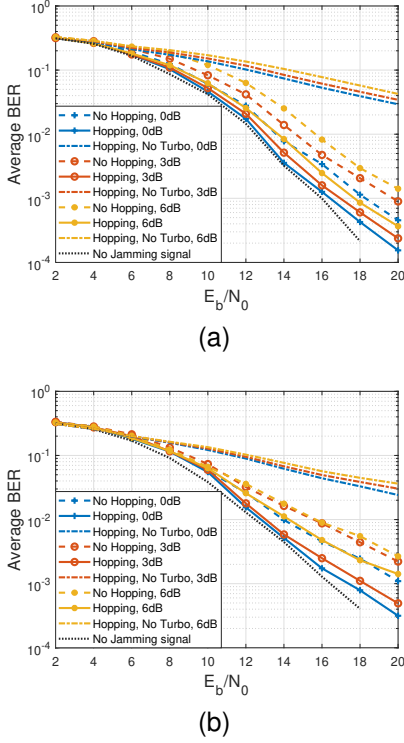 10^0
10^-1
10^-2
10^-3
10^-4
Average BER
No Hopping, 0dB
Hopping, 0dB
Hopping, No Turbo, 0dB
No Hopping, 3dB
Hopping, 3dB
Hopping, No Turbo, 3dB
No Hopping, 6dB
Hopping, 6dB
Hopping, No Turbo, 6dB
No Jamming signal
2 4 6 8 10 12 14 16 18 20
E_b/N_0
(a)
10^0
10^-1
10^-2
10^-3
10^-4
Average BER
No Hopping, 0dB
Hopping, 0dB
Hopping, No Turbo, 0dB
No Hopping, 3dB
Hopping, 3dB
Hopping, No Turbo, 3dB
No Hopping, 6dB
Hopping, 6dB
Hopping, No Turbo, 6dB
No Jamming signal
2 4 6 8 10 12 14 16 18 20
E_b/N_0
(b)